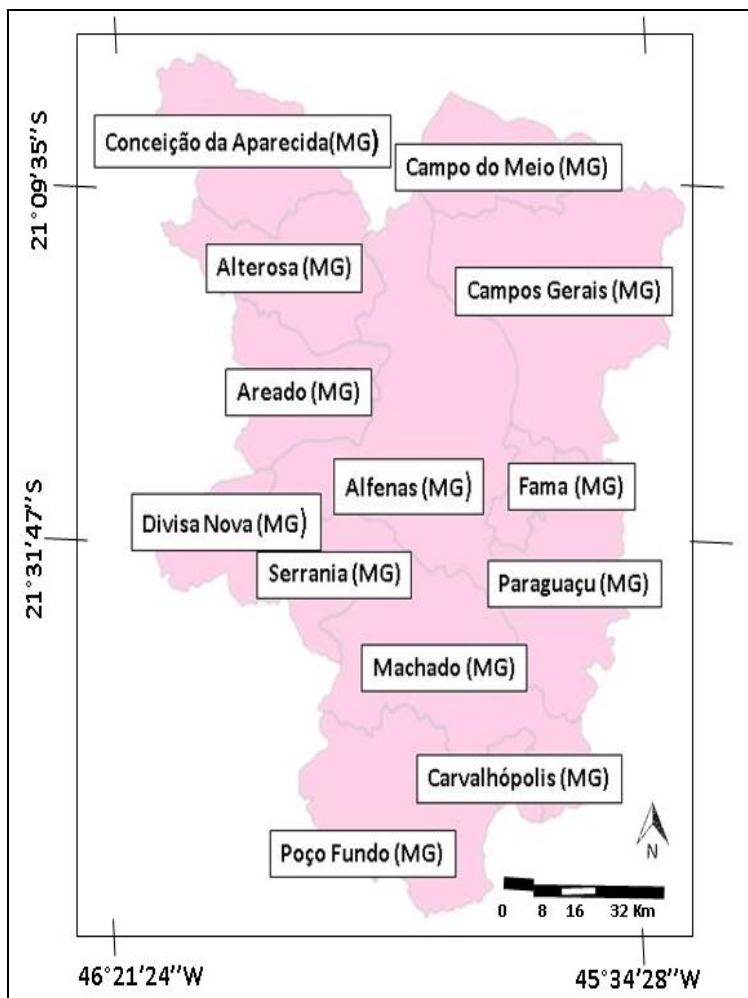 Conceição da Aparecida(MG)
Campo do Meio (MG)
21°09’35’’S
Alterosa (MG)
Campos Gerais (MG)
Areado (MG)
Alfenas (MG)
Fama (MG)
Divisa Nova (MG)
21°31’47’’S
Serrania (MG)
Paraguaçu (MG)
Machado (MG)
Carvalhópolis (MG)
Poço Fundo (MG)
N
0 8 16 32 Km
46°21’24’’W
45°34’28’’W